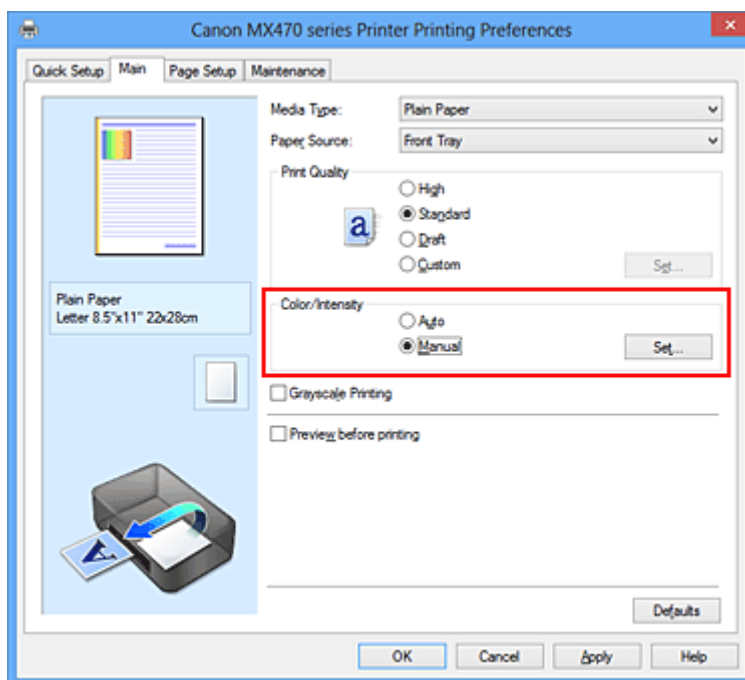 Canon MX470 series Printer Printing Preferences
Quick Setup Main Page Setup Maintenance
Media Type: Plain Paper
Paper Source: Front Tray
Print Quality
High
Standard
Draft
Custom Set...
Plain Paper
Letter 8.5"x11" 22x28cm
Color/Intensity
Auto
Manual Set...
Grayscale Printing
Preview before printing
Defaults
OK Cancel Apply Help